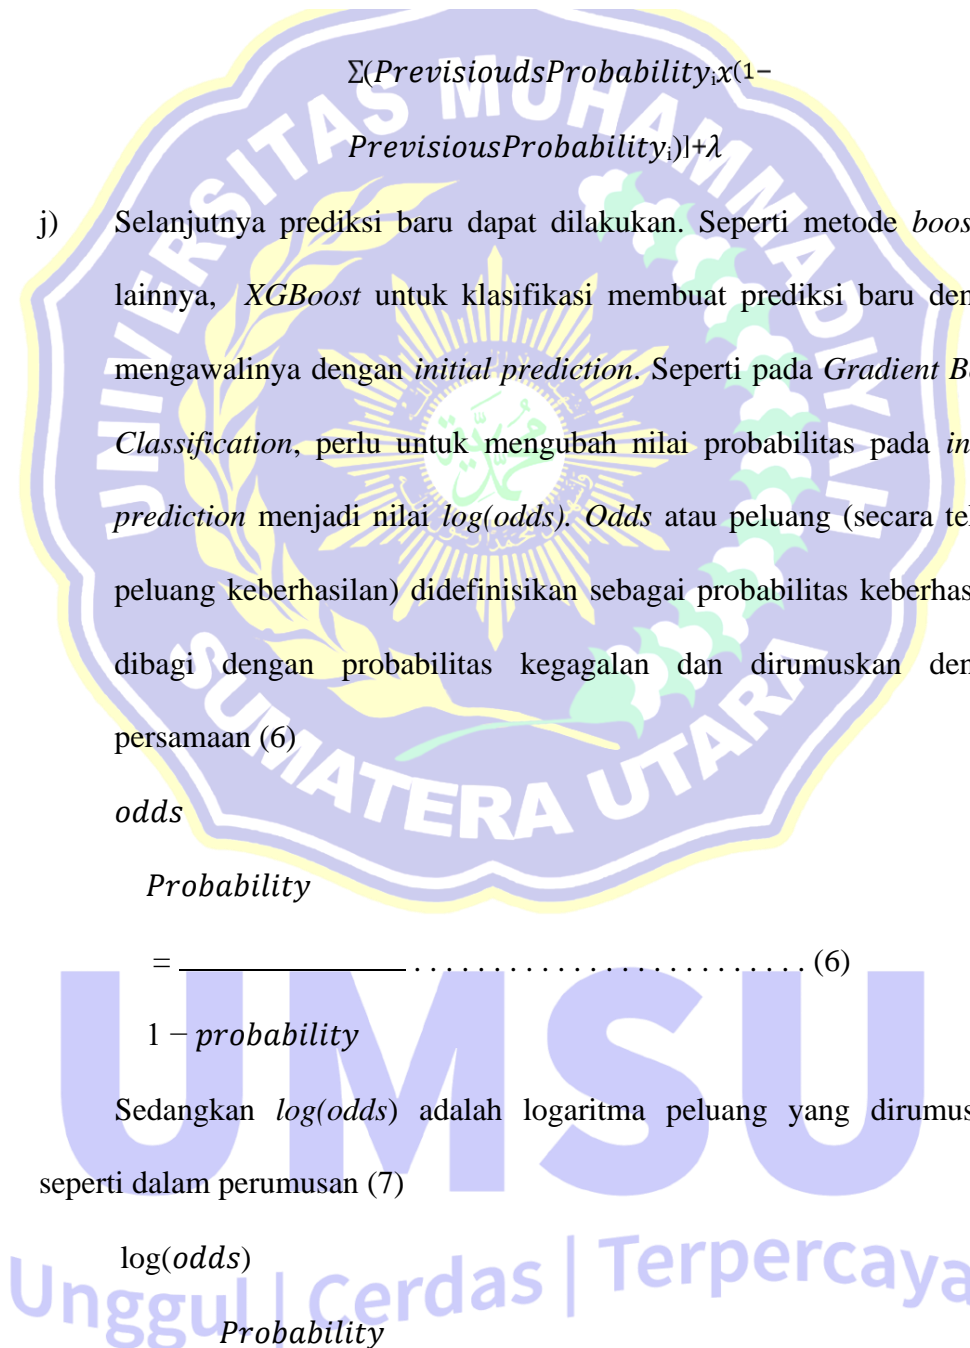 ∑(PrevisioudsProbabilityᵢx(1−
PrevisiousProbabilityᵢ)]+λ
j) Selanjutnya prediksi baru dapat dilakukan. Seperti metode boos
lainnya, XGBoost untuk klasifikasi membuat prediksi baru den
mengawalinya dengan initial prediction. Seperti pada Gradient B
Classification, perlu untuk mengubah nilai probabilitas pada in
prediction menjadi nilai log(odds). Odds atau peluang (secara te
peluang keberhasilan) didefinisikan sebagai probabilitas keberhas
dibagi dengan probabilitas kegagalan dan dirumuskan den
persamaan (6)
odds
Probability
= ‾‾‾‾‾‾‾‾ . . . . . . . . . . . . . . . . . . . . . . . . . (6)
1 − probability
Sedangkan log(odds) adalah logaritma peluang yang dirumus
seperti dalam perumusan (7)
log(odds)
Probability
UNIVERSITAS MUHAMMADIYAH
SUMATERA UTARA
UMSU
Unggul | Cerdas | Terpercaya